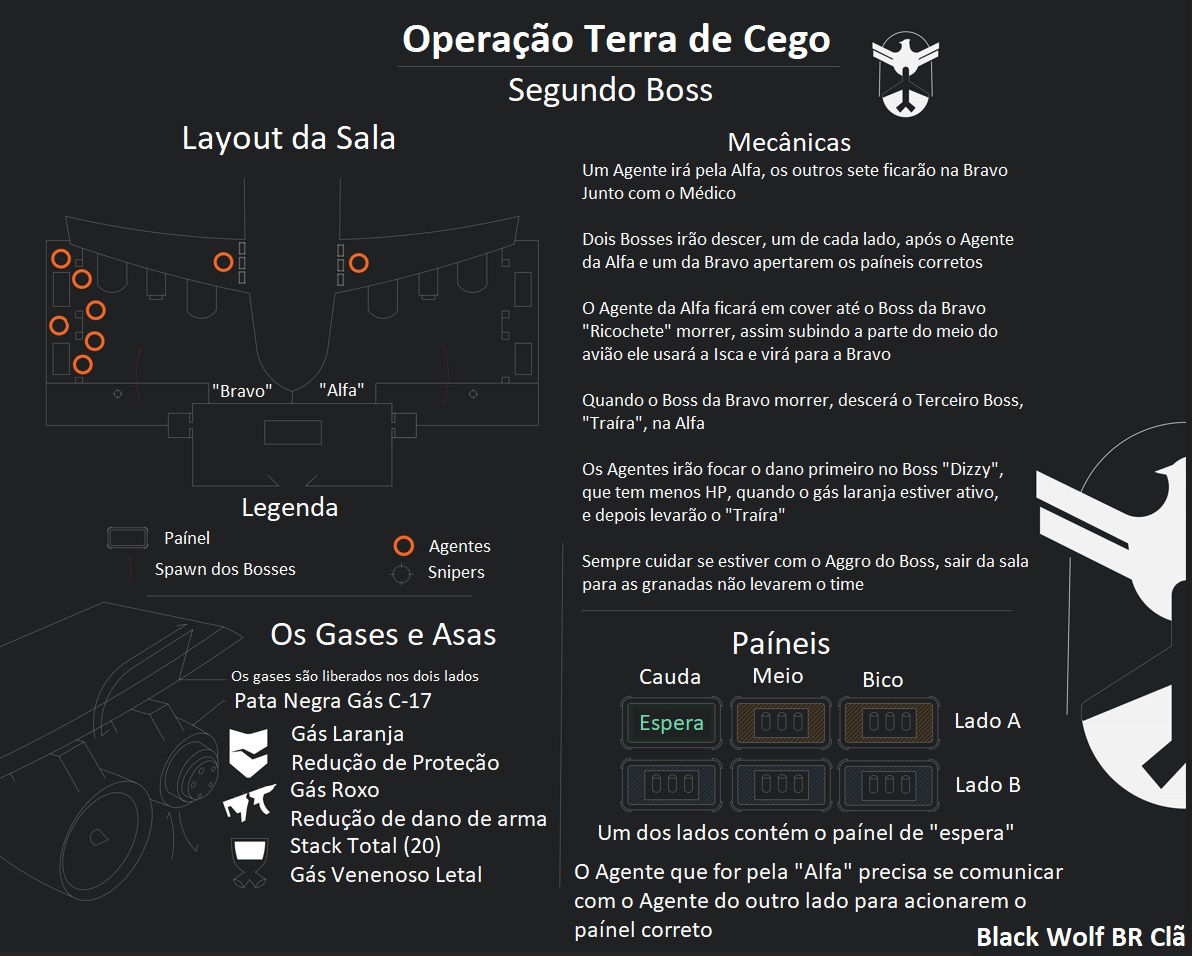 Operação Terra de Cego
Segundo Boss
Layout da Sala
"Bravo"
"Alfa"
Legenda
Paínel
Agentes
Spawn dos Bosses
Snipers
Os Gases e Asas
Os gases são liberados nos dois lados
Pata Negra Gás C-17
Gás Laranja
Redução de Proteção
Gás Roxo
Redução de dano de arma
Stack Total (20)
Gás Venenoso Letal
Mecânicas
Um Agente irá pela Alfa, os outros sete ficarão na Bravo
Junto com o Médico
Dois Bosses irão descer, um de cada lado, após o Agente
da Alfa e um da Bravo apertarem os paíneis corretos
O Agente da Alfa ficará em cover até o Boss da Bravo
"Ricochete" morrer, assim subindo a parte do meio do
avião ele usará a Isca e virá para a Bravo
Quando o Boss da Bravo morrer, descerá o Terceiro Boss,
"Traíra", na Alfa
Os Agentes irão focar o dano primeiro no Boss "Dizzy",
que tem menos HP, quando o gás laranja estiver ativo,
e depois levarão o "Traíra"
Sempre cuidar se estiver com o Aggro do Boss, sair da sala
para as granadas não levarem o time
Paíneis
Cauda
Meio
Bico
Espera
Lado A
Lado B
Um dos lados contém o paínel de "espera"
O Agente que for pela "Alfa" precisa se comunicar
com o Agente do outro lado para acionarem o
paínel correto
Black Wolf BR Clã